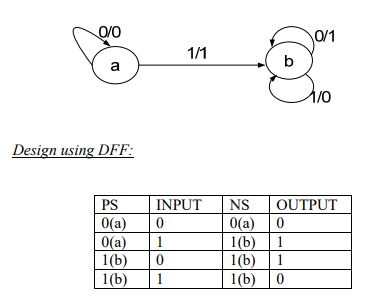 0/0
0/1
1/1
a
b
1/0
Design using DFF:
PS INPUT NS OUTPUT
0(a) 0 0(a) 0
0(a) 1 1(b) 1
1(b) 0 1(b) 1
1(b) 1 1(b) 0